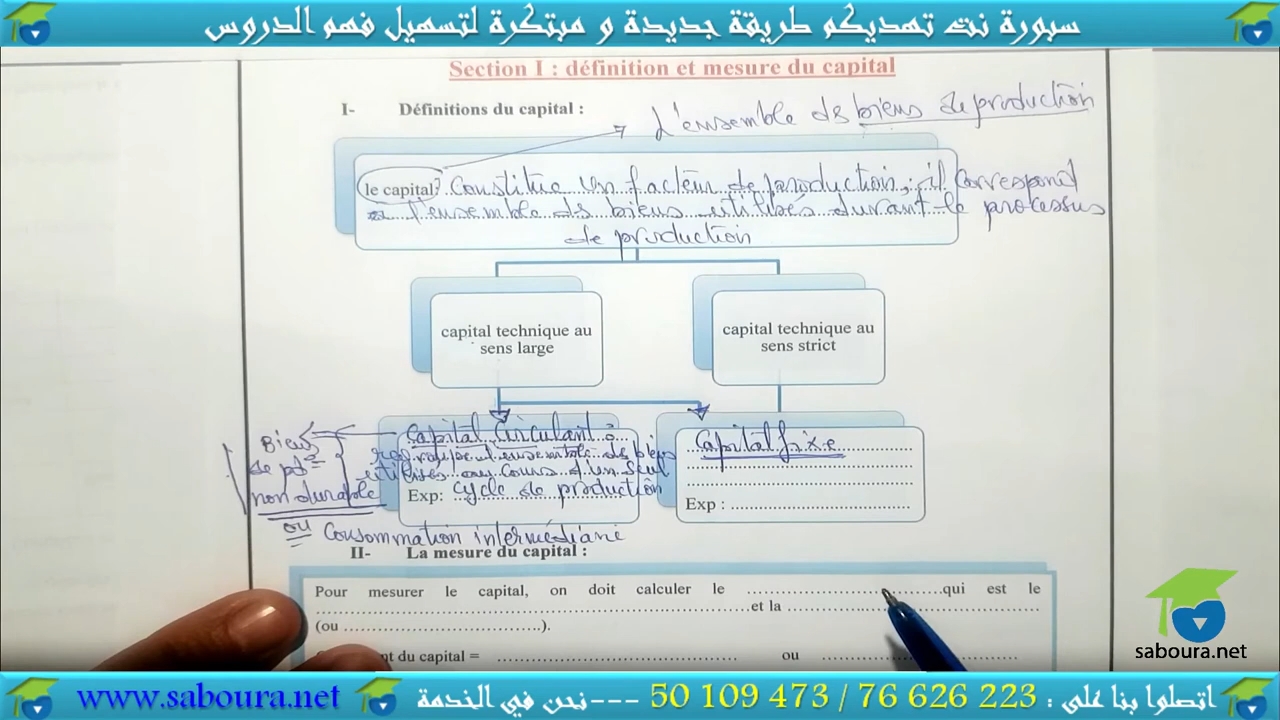 سبورة نت تهديكم طريقة جديدة و مبتكرة لتسهيل فهم الدروس
Section I : définition et mesure du capital
I- Définitions du capital :
L'ensemble des biens de production
le capital: Constitue un facteur de production; il correspond
à l'ensemble des biens utilisés durant le processus
de production
capital technique au
sens large
capital technique au
sens strict
Capital circulant :
regroupe l'ensemble des biens
utilisés au cours d'un seul
Exp: cycle de production
Biens
de pt
non durable
ou Consommation intermédiaire
Capital fixe
Exp :
II- La mesure du capital :
Pour mesurer le capital, on doit calculer le ........ qui est le
........ et la ........
(ou ........).
nt du capital = ........ ou ........
saboura.net
www.saboura.net اتصلوا بنا على : 223 626 76 / 473 109 50 ---نحن في الخدمة